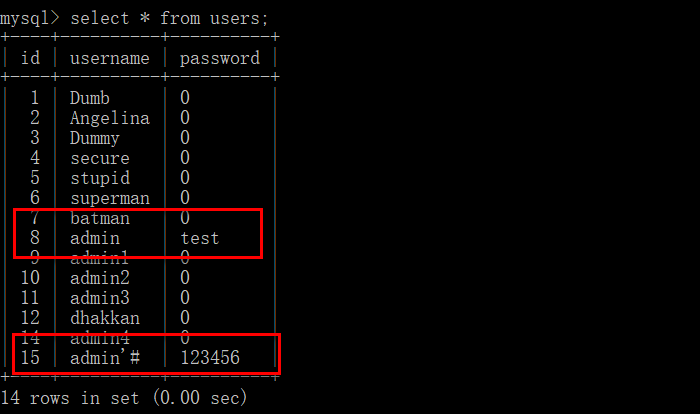 mysql> select * from users;
+----+----------+----------+
| id | username | password |
+----+----------+----------+
| 1 | Dumb | 0 |
| 2 | Angelina | 0 |
| 3 | Dummy | 0 |
| 4 | secure | 0 |
| 5 | stupid | 0 |
| 6 | superman | 0 |
| 7 | batman | 0 |
| 8 | admin | test |
| 9 | admin1 | 0 |
| 10 | admin2 | 0 |
| 11 | admin3 | 0 |
| 12 | dhakkan | 0 |
| 14 | admin4 | 0 |
| 15 | admin'# | 123456 |
+----+----------+----------+
14 rows in set (0.00 sec)